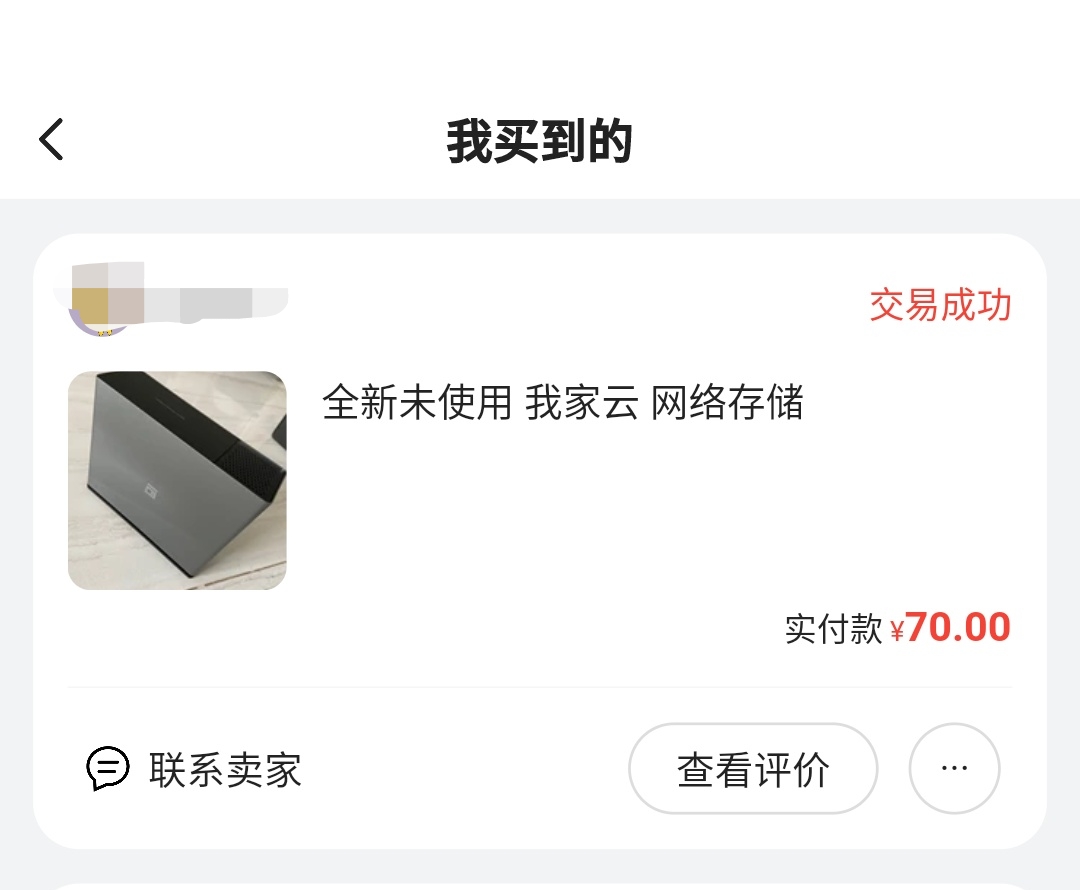 我买到的
交易成功
全新未使用 我家云 网络存储
实付款 ¥70.00
联系卖家
查看评价
...